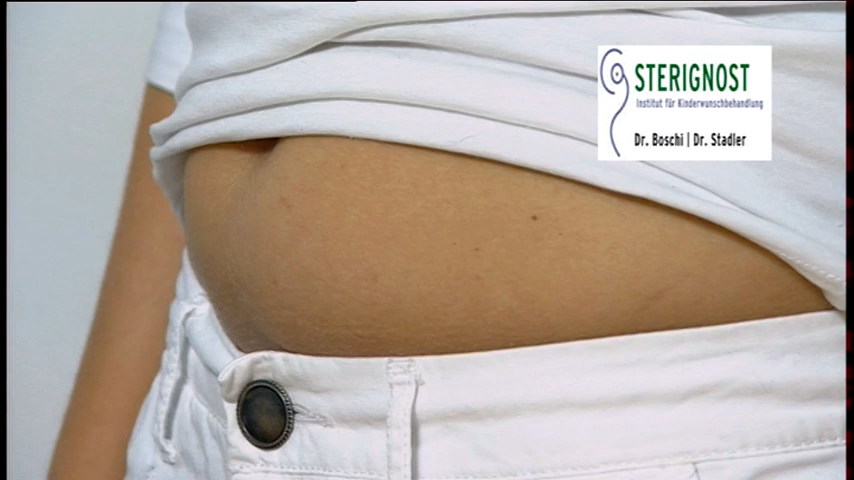 STERIGNOST
Institut für Kinderwunschbehandlung
Dr. Boschi | Dr. Stadler